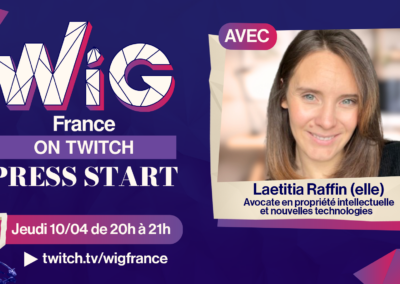 WiG
France
ON TWITCH
PRESS START
Jeudi 10/04 de 20h à 21h
twitch.tv/wigfrance
AVEC
Laetitia Raffin (elle)
Avocate en propriété intellectuelle
et nouvelles technologies